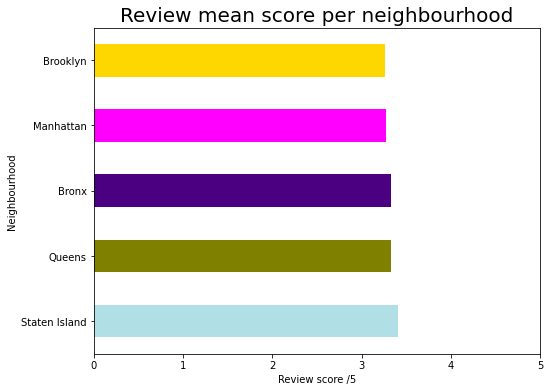 Review mean score per neighbourhood
Neighbourhood
Brooklyn
Manhattan
Bronx
Queens
Staten Island
0 1 2 3 4 5
Review score /5